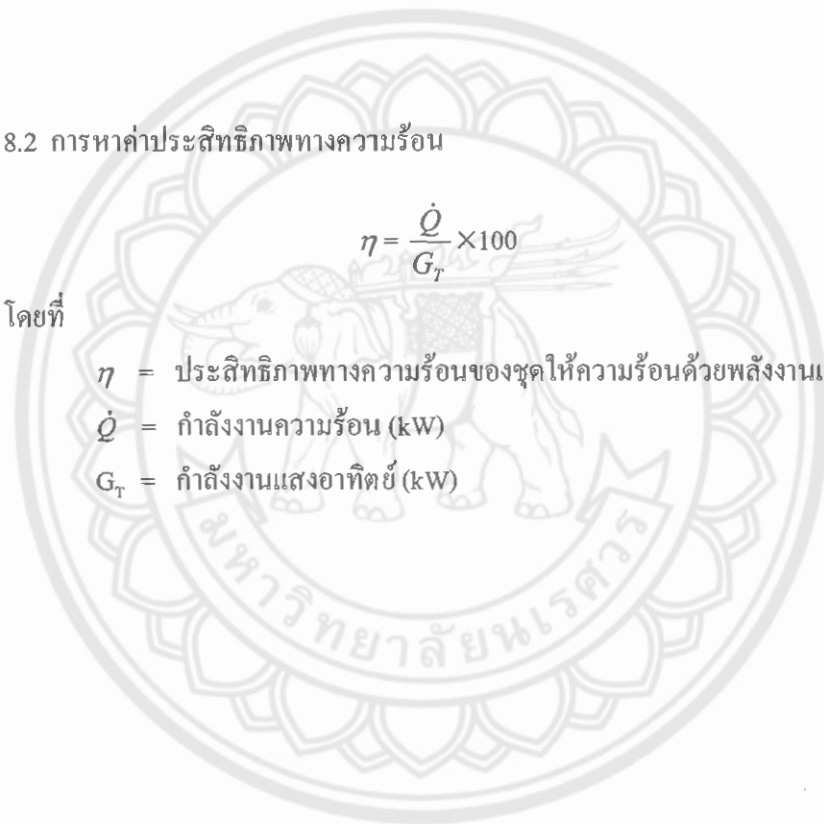 8.2 การหาค่าประสิทธิภาพทางความร้อน
η = Q̇ / G_T ×100
โดยที่
η = ประสิทธิภาพทางความร้อนของชุดให้ความร้อนด้วยพลังงานแ
Q̇ = กำลังงานความร้อน (kW)
G_T = กำลังงานแสงอาทิตย์ (kW)
มหาวิทยาลัยนเรศวร